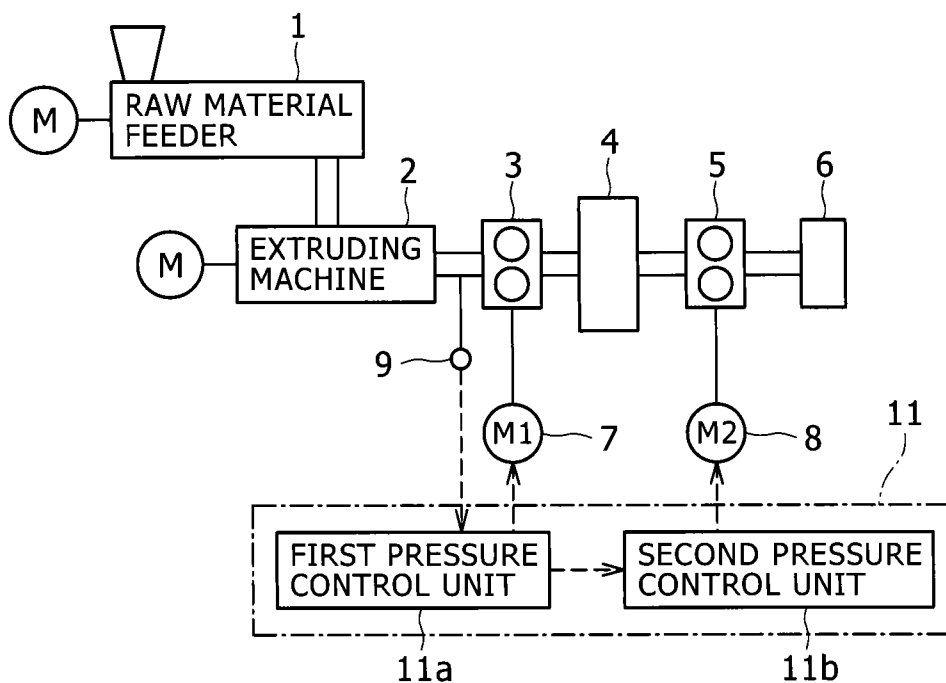 1
M
RAW MATERIAL
FEEDER
2
3
4
5
6
M
EXTRUDING
MACHINE
9
M1
7
M2
8
11
FIRST PRESSURE
CONTROL UNIT
SECOND PRESSURE
CONTROL UNIT
11a
11b